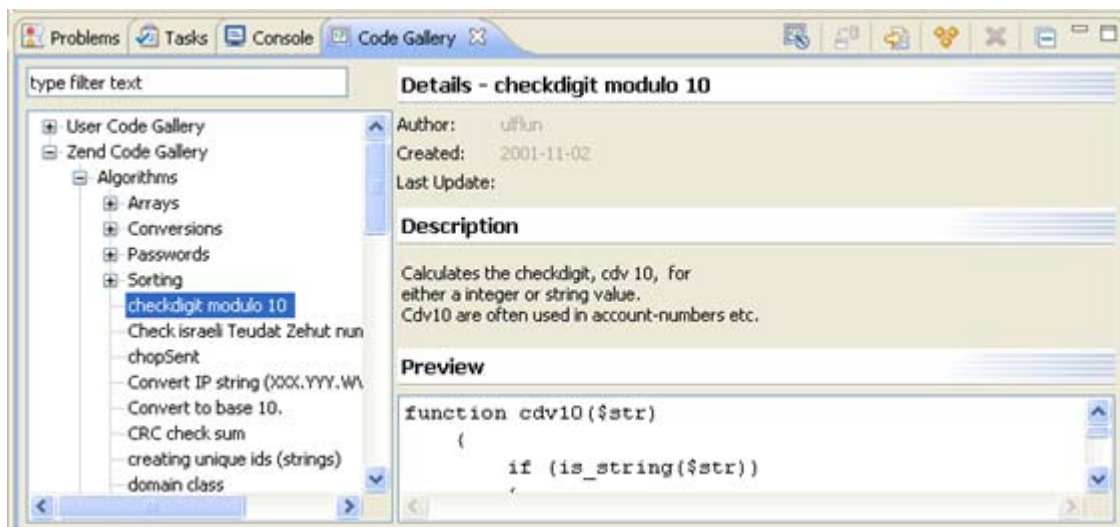 Problems Tasks Console Code Gallery
type filter text
User Code Gallery
Zend Code Gallery
Algorithms
Arrays
Conversions
Passwords
Sorting
checkdigit modulo 10
Check israeli Teudat Zehut num
chopSent
Convert IP string (XXX.YYY.WV
Convert to base 10.
CRC check sum
creating unique ids (strings)
domain class
Details - checkdigit modulo 10
Author: ulflun
Created: 2001-11-02
Last Update:
Description
Calculates the checkdigit, cdv 10, for
either a integer or string value.
Cdv10 are often used in account-numbers etc.
Preview
function cdv10($str)
{
if (is_string($str))